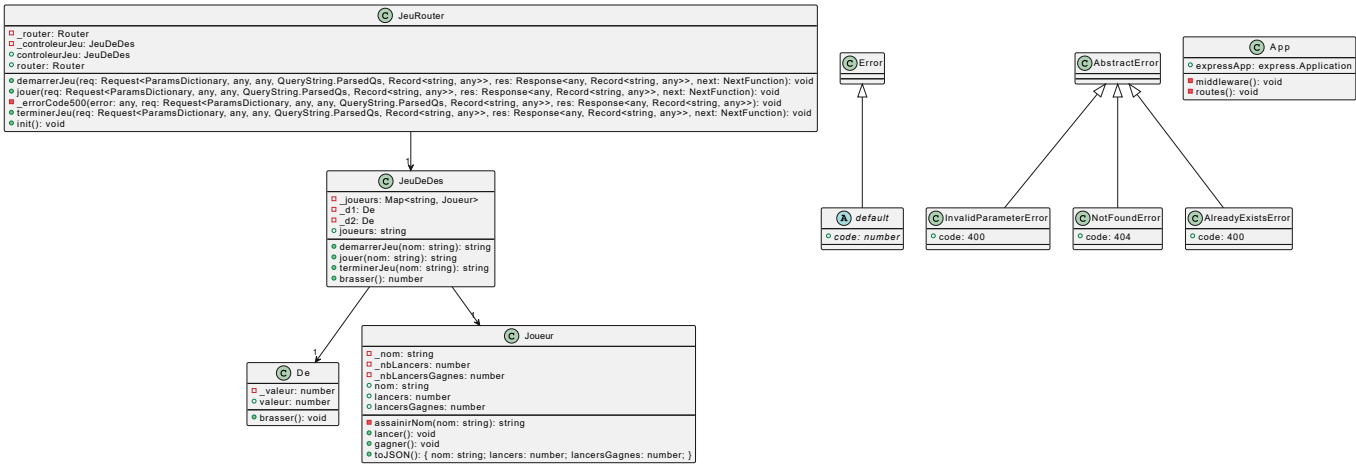 C JeuRouter
_router: Router
_controleurJeu: JeuDeDes
controleurJeu: JeuDeDes
router: Router
demarrerJeu(req: Request<ParamsDictionary, any, any, QueryString.ParsedQs, Record<string, any>>, res: Response<any, Record<string, any>>, next: NextFunction): void
jouer(req: Request<ParamsDictionary, any, any, QueryString.ParsedQs, Record<string, any>>, res: Response<any, Record<string, any>>, next: NextFunction): void
_errorCode500(error: any, req: Request<ParamsDictionary, any, any, QueryString.ParsedQs, Record<string, any>>, res: Response<any, Record<string, any>>): void
terminerJeu(req: Request<ParamsDictionary, any, any, QueryString.ParsedQs, Record<string, any>>, res: Response<any, Record<string, any>>, next: NextFunction): void
init(): void
C Error
C AbstractError
C App
expressApp: express.Application
middleware(): void
routes(): void
1
C JeuDeDes
_joueurs: Map<string, Joueur>
_d1: De
_d2: De
joueurs: string
demarrerJeu(nom: string): string
jouer(nom: string): string
terminerJeu(nom: string): string
brasser(): number
A default
code: number
C InvalidParameterError
code: 400
C NotFoundError
code: 404
C AlreadyExistsError
code: 400
1
1
C De
_valeur: number
valeur: number
brasser(): void
C Joueur
_nom: string
_nbLancers: number
_nbLancersGagnes: number
nom: string
lancers: number
lancersGagnes: number
assainirNom(nom: string): string
lancer(): void
gagner(): void
toJSON(): { nom: string; lancers: number; lancersGagnes: number; }